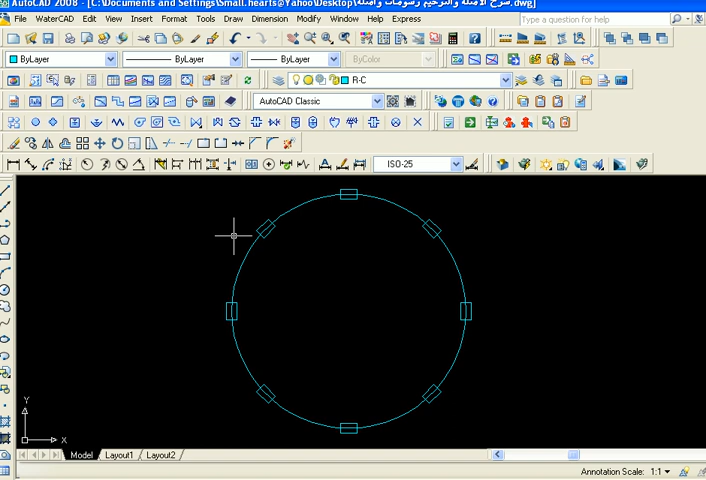 AutoCAD 2008 - [C:\Documents and Settings\Small.hearts@Yahoo\Desktop\شرح الأمثلة والترخيم رسومات وامثلة.dwg]
File Edit View Insert Format Tools Draw Dimension Modify Window Help Express
WaterCAD
Type a question for help
ByLayer ByLayer ByLayer ByColor
R-C
AutoCAD Classic
ISO-25
Y
X
Model Layout1 Layout2
Annotation Scale: 1:1